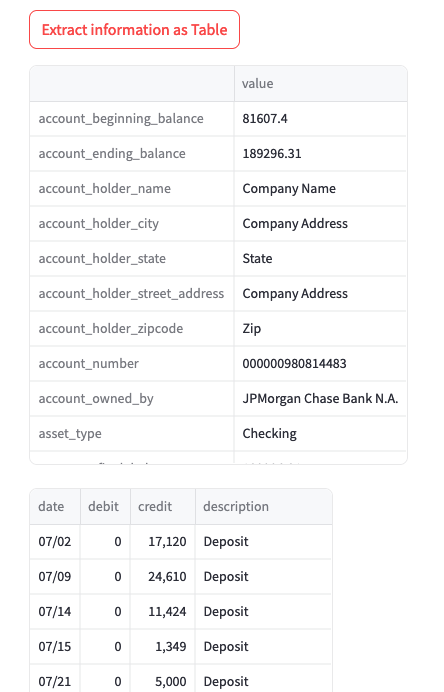 Extract information as Table
value
account_beginning_balance 81607.4
account_ending_balance 189296.31
account_holder_name Company Name
account_holder_city Company Address
account_holder_state State
account_holder_street_address Company Address
account_holder_zipcode Zip
account_number 000000980814483
account_owned_by JPMorgan Chase Bank N.A.
asset_type Checking
date debit credit description
07/02 0 17,120 Deposit
07/09 0 24,610 Deposit
07/14 0 11,424 Deposit
07/15 0 1,349 Deposit
07/21 0 5,000 Deposit